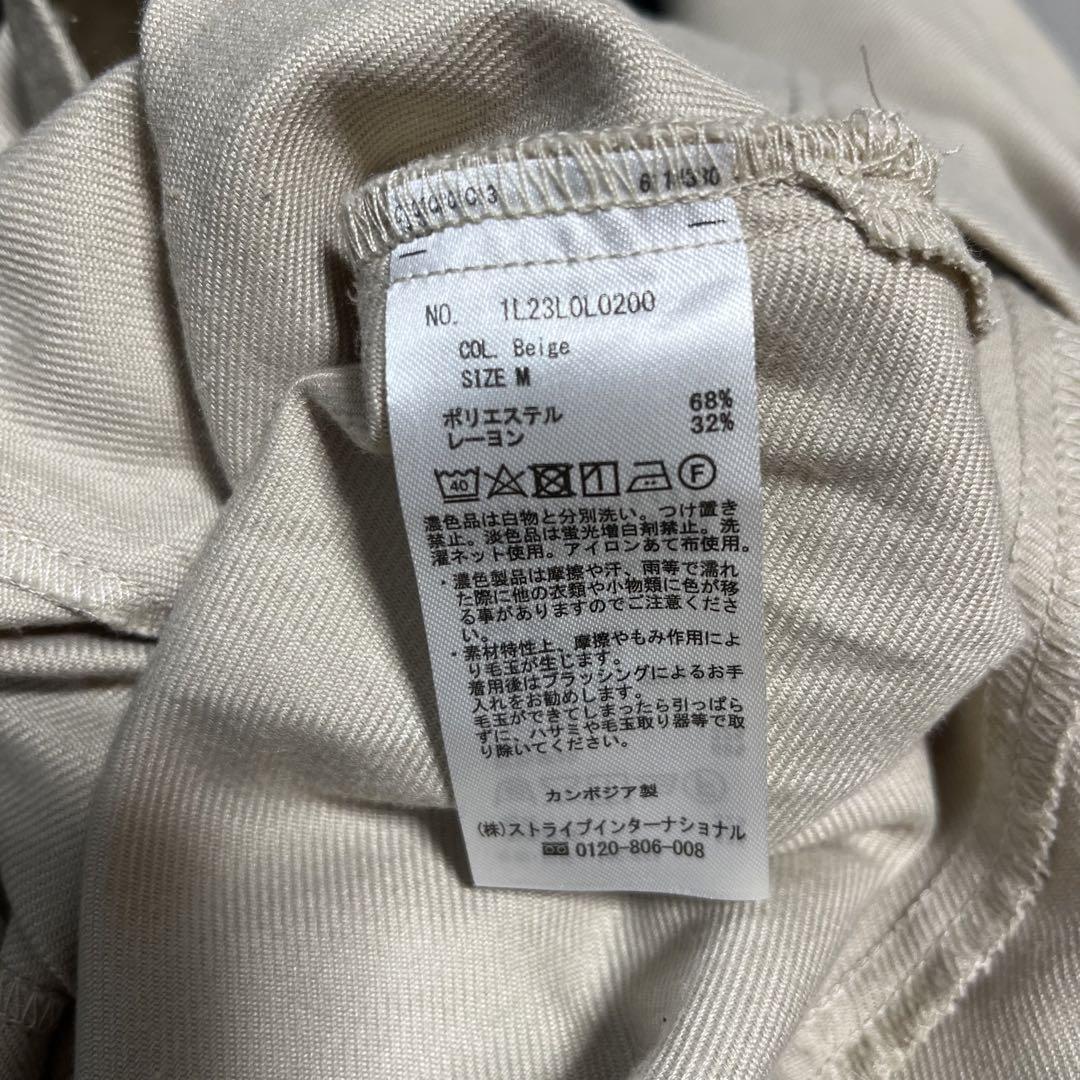 NO. 1L23L0L0200
COL. Beige
SIZE M
ポリエステル 68%
レーヨン 32%
40 F
濃色品は白物と分別洗い。つけ置き
禁止。淡色品は蛍光増白剤禁止。洗
濯ネット使用。アイロンあて布使用。
・濃色製品は摩擦や汗、雨等で濡れ
た際に他の衣類や小物類に色が移
る事がありますのでご注意くださ
い。
・素材特性上、摩擦やもみ作用によ
り毛玉が生じます。
着用後はブラッシングによるお手
入れをお勧めします。
毛玉ができてしまったら引っぱら
ずに、ハサミや毛玉取り器等で取
り除いてください。
カンボジア製
(株)ストライプインターナショナル
0120-806-008